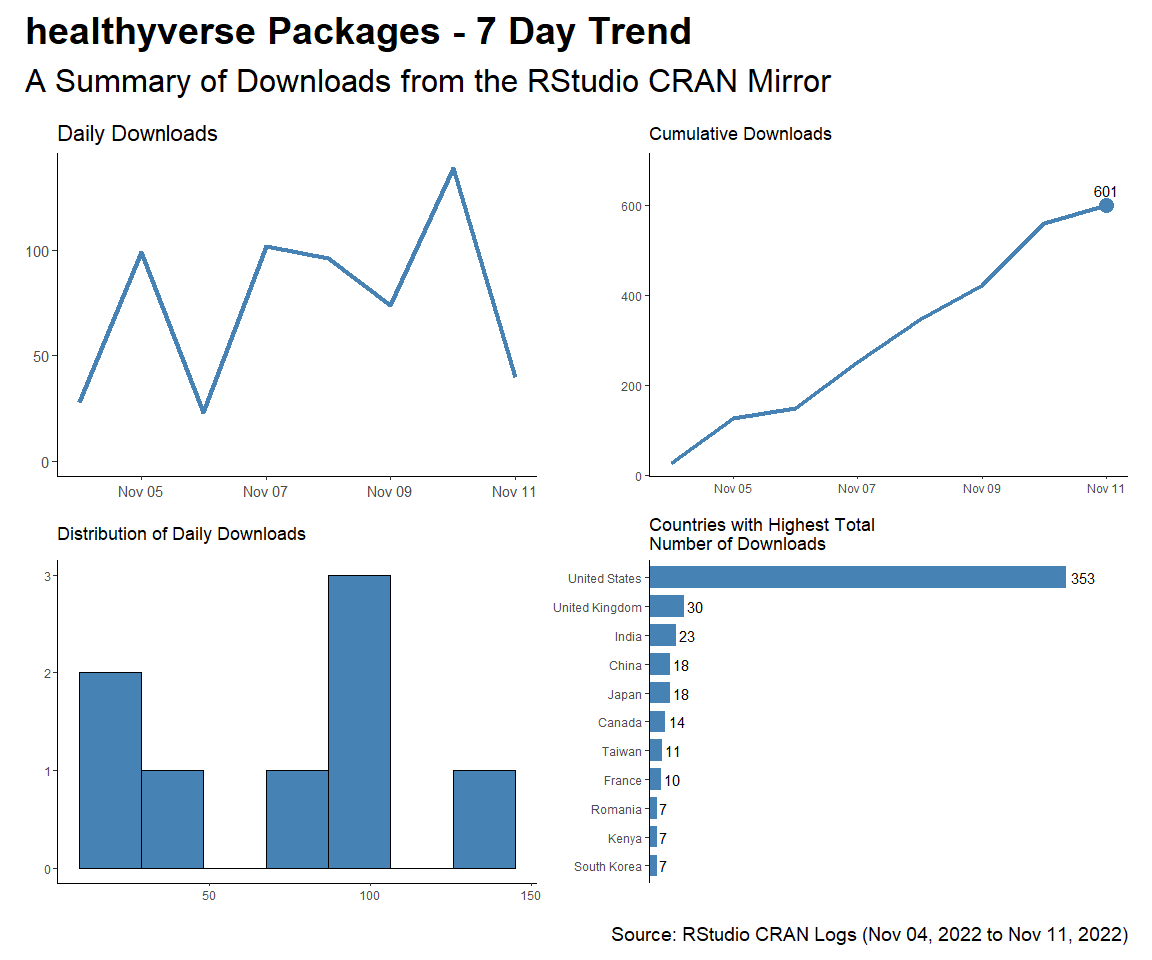 healthyverse Packages - 7 Day Trend
A Summary of Downloads from the RStudio CRAN Mirror
Daily Downloads
100
50
0
Nov 05
Nov 07
Nov 09
Nov 11
Cumulative Downloads
601
600
400
200
0
Nov 05
Nov 07
Nov 09
Nov 11
Distribution of Daily Downloads
3
2
1
0
50
100
150
Countries with Highest Total
Number of Downloads
United States 353
United Kingdom 30
India 23
China 18
Japan 18
Canada 14
Taiwan 11
France 10
Romania 7
Kenya 7
South Korea 7
Source: RStudio CRAN Logs (Nov 04, 2022 to Nov 11, 2022)